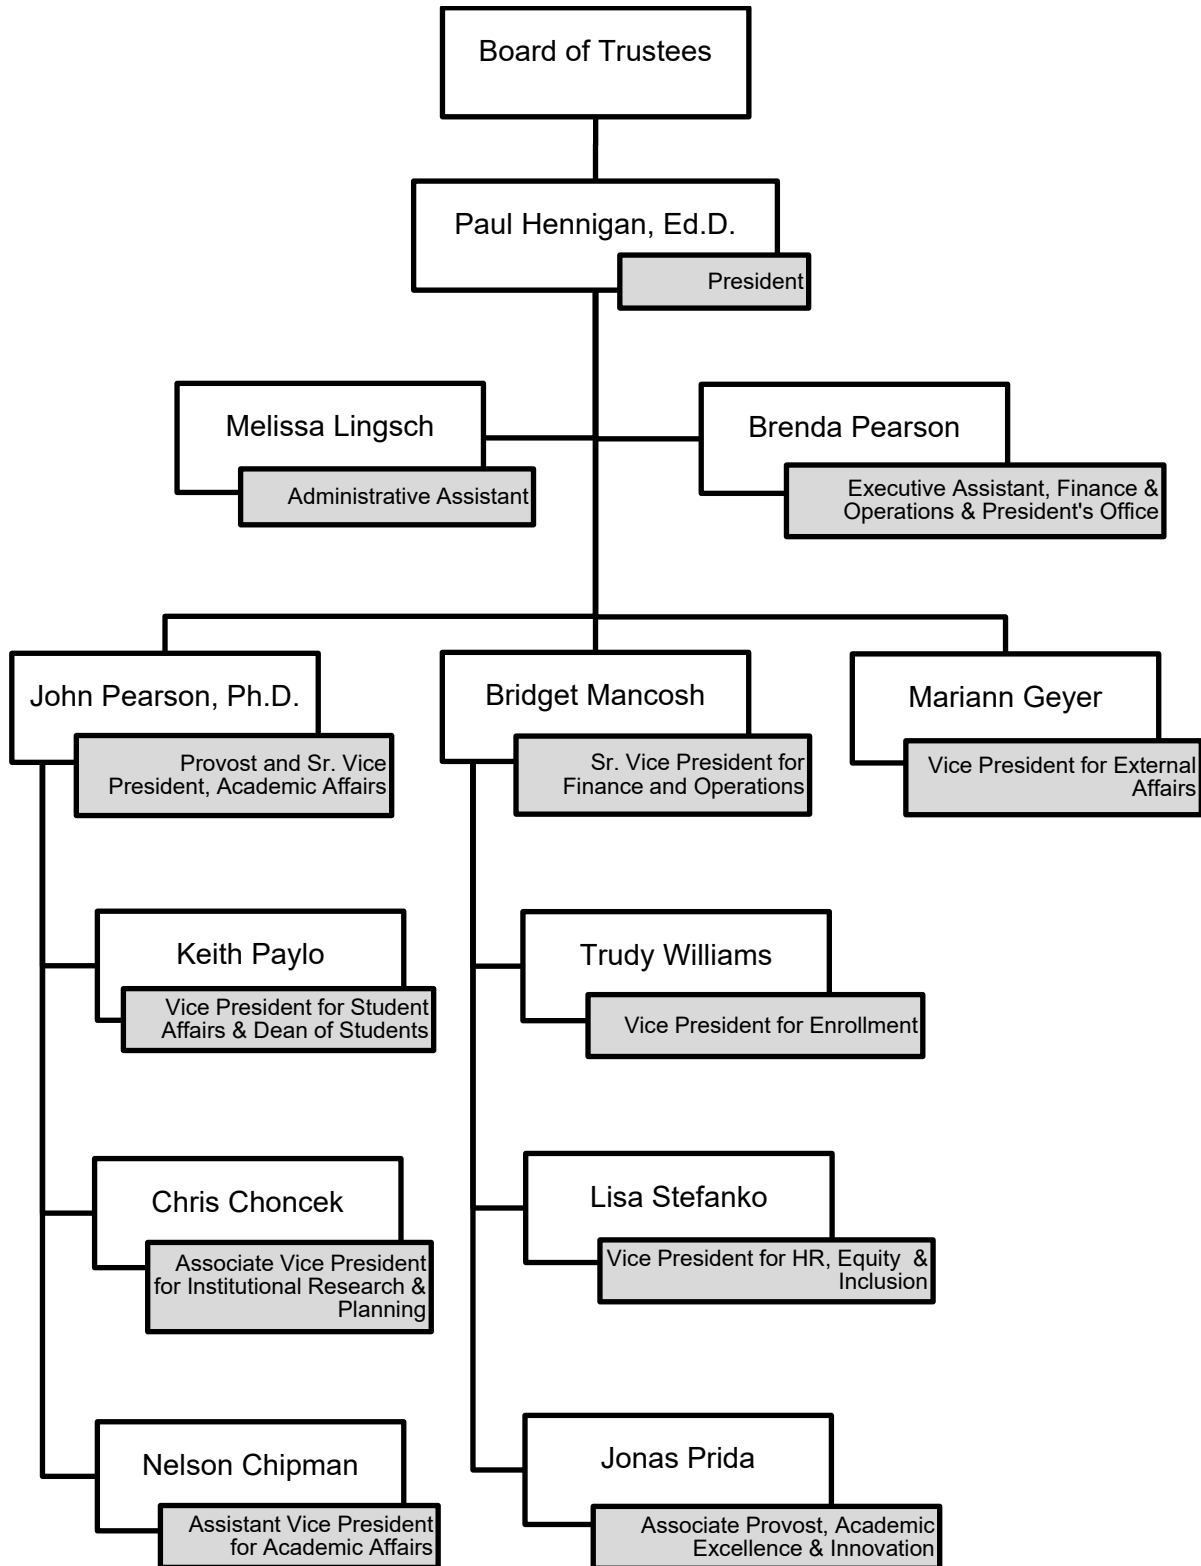 Board of Trustees
Paul Hennigan, Ed.D.
President
Melissa Lingsch
Administrative Assistant
Brenda Pearson
Executive Assistant, Finance &
Operations & President's Office
John Pearson, Ph.D.
Provost and Sr. Vice
President, Academic Affairs
Bridget Mancosh
Sr. Vice President for
Finance and Operations
Mariann Geyer
Vice President for External
Affairs
Keith Paylo
Vice President for Student
Affairs & Dean of Students
Trudy Williams
Vice President for Enrollment
Chris Choncek
Associate Vice President
for Institutional Research &
Planning
Lisa Stefanko
Vice President for HR, Equity  &
Inclusion
Nelson Chipman
Assistant Vice President
for Academic Affairs
Jonas Prida
Associate Provost, Academic
Excellence & Innovation